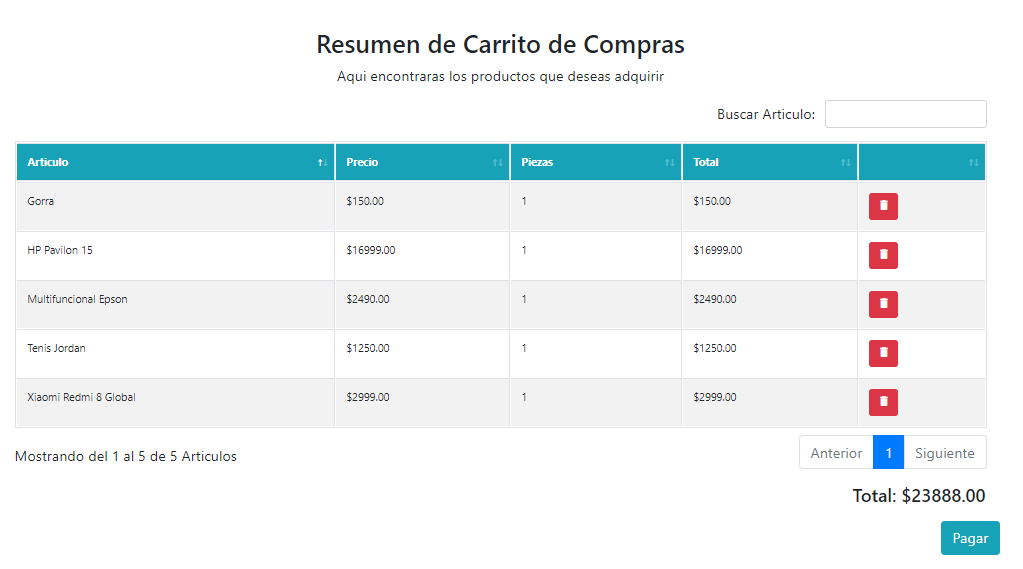 Resumen de Carrito de Compras
Aqui encontraras los productos que deseas adquirir
Buscar Articulo:
Articulo Precio Piezas Total
Gorra $150.00 1 $150.00
HP Pavilon 15 $16999.00 1 $16999.00
Multifuncional Epson $2490.00 1 $2490.00
Tenis Jordan $1250.00 1 $1250.00
Xiaomi Redmi 8 Global $2999.00 1 $2999.00
Mostrando del 1 al 5 de 5 Articulos Anterior 1 Siguiente
Total: $23888.00
Pagar